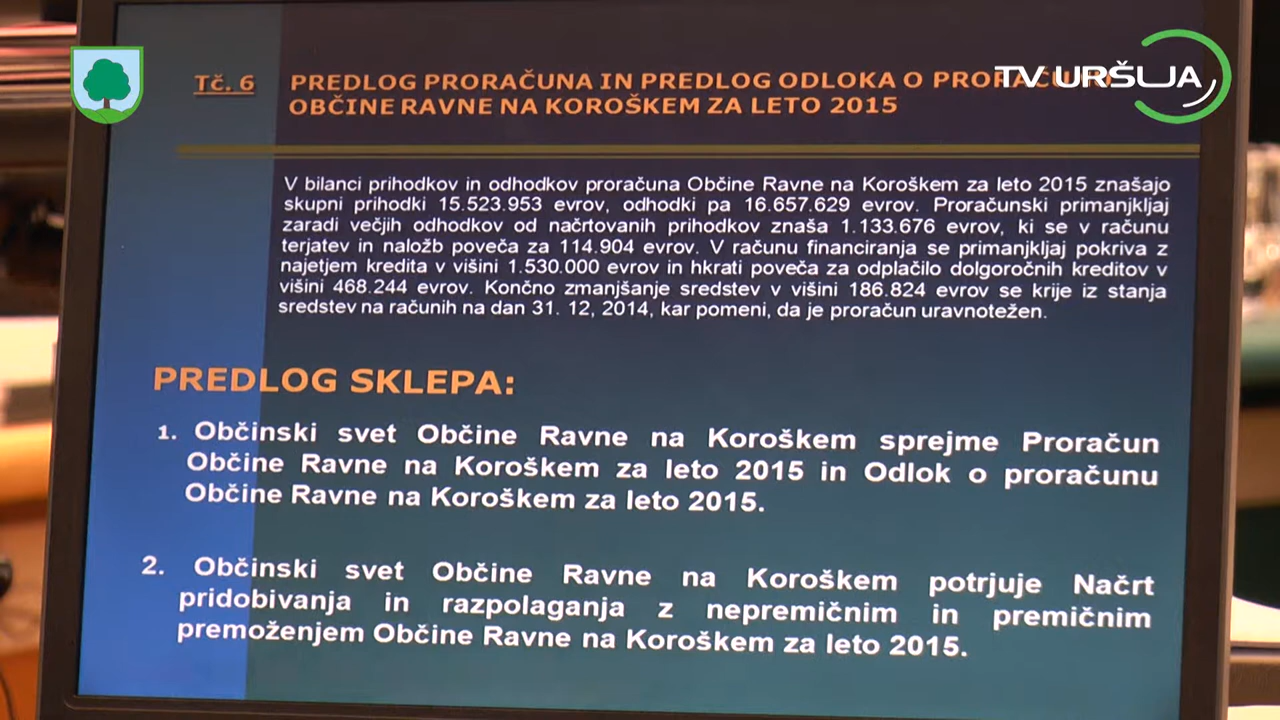 TV URŠLJA
Tč. 6
PREDLOG PRORAČUNA IN PREDLOG ODLOKA O PRORAČUNU
OBČINE RAVNE NA KOROŠKEM ZA LETO 2015
V bilanci prihodkov in odhodkov proračuna Občine Ravne na Koroškem za leto 2015 znašajo
skupni prihodki 15.523.953 evrov, odhodki pa 16.657.629 evrov. Proračunski primanjkljaj
zaradi večjih odhodkov od načrtovanih prihodkov znaša 1.133.676 evrov, ki se v računu
terjatev in naložb poveča za 114.904 evrov. V računu financiranja se primanjkljaj pokriva z
najetjem kredita v višini 1.530.000 evrov in hkrati poveča za odplačilo dolgoročnih kreditov v
višini 468.244 evrov. Končno zmanjšanje sredstev v višini 186.824 evrov se krije iz stanja
sredstev na računih na dan 31. 12, 2014, kar pomeni, da je proračun uravnotežen.
PREDLOG SKLEPA:
1. Občinski svet Občine Ravne na Koroškem sprejme Proračun
Občine Ravne na Koroškem za leto 2015 in Odlok o proračunu
Občine Ravne na Koroškem za leto 2015.
2. Občinski svet Občine Ravne na Koroškem potrjuje Načrt
pridobivanja in razpolaganja z nepremičnim in premičnim
premoženjem Občine Ravne na Koroškem za leto 2015.